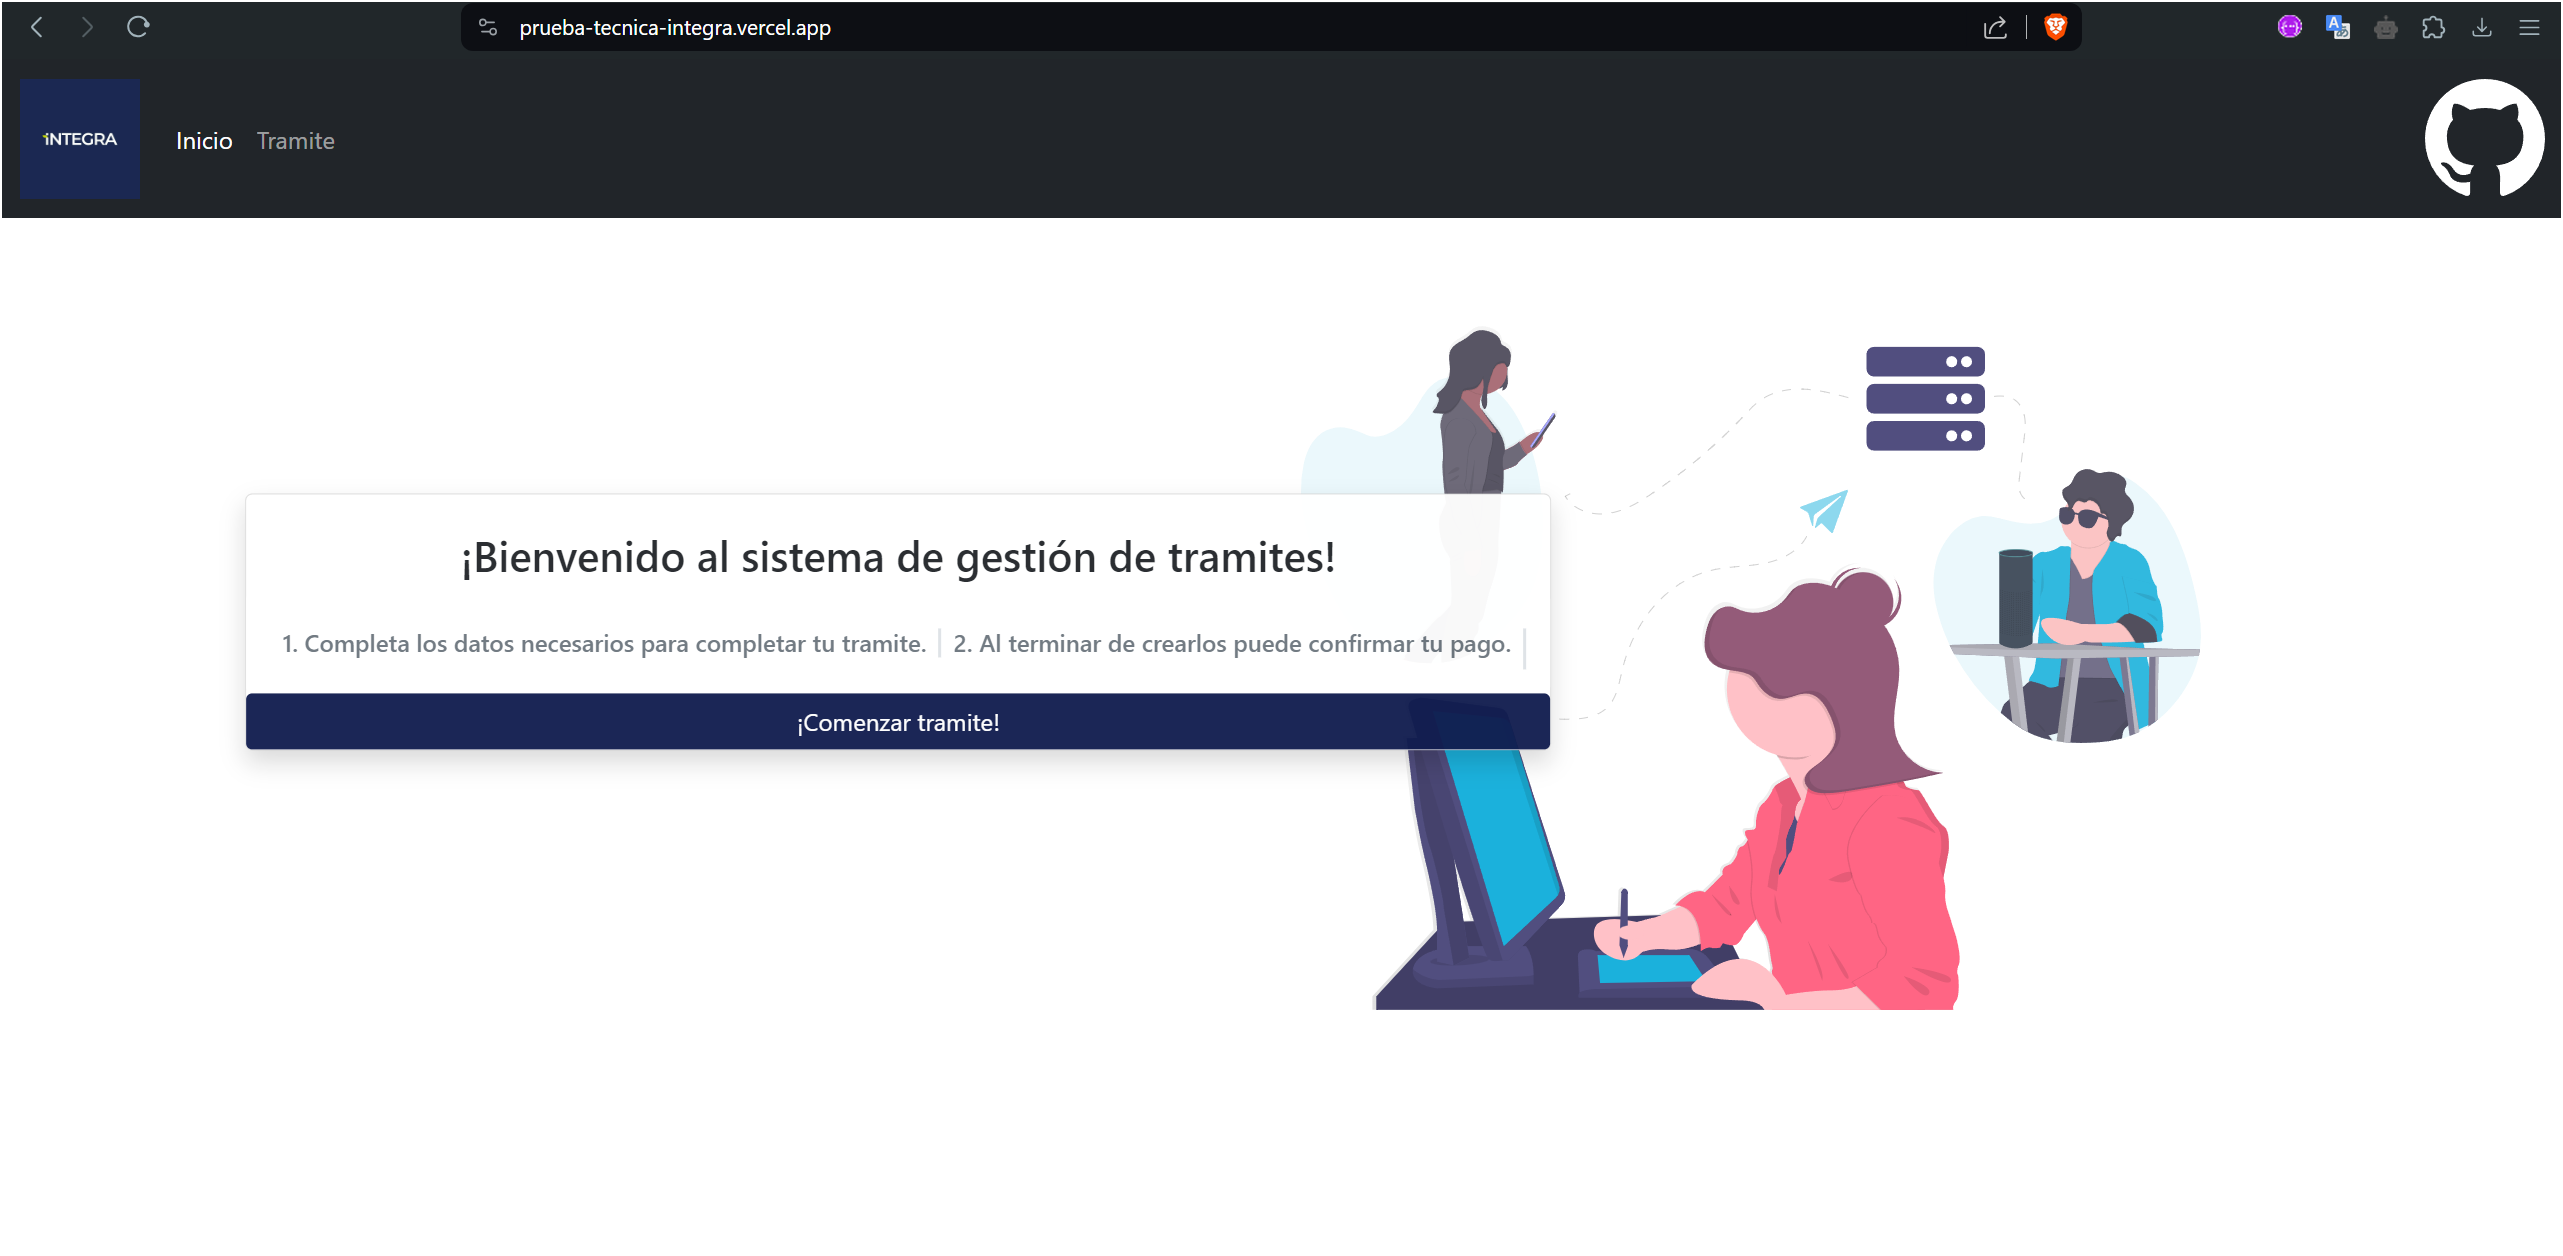 prueba-tecnica-integra.vercel.app
iNTEGRA
Inicio Tramite
¡Bienvenido al sistema de gestión de tramites!
1. Completa los datos necesarios para completar tu tramite. 2. Al terminar de crearlos puede confirmar tu pago.
¡Comenzar tramite!